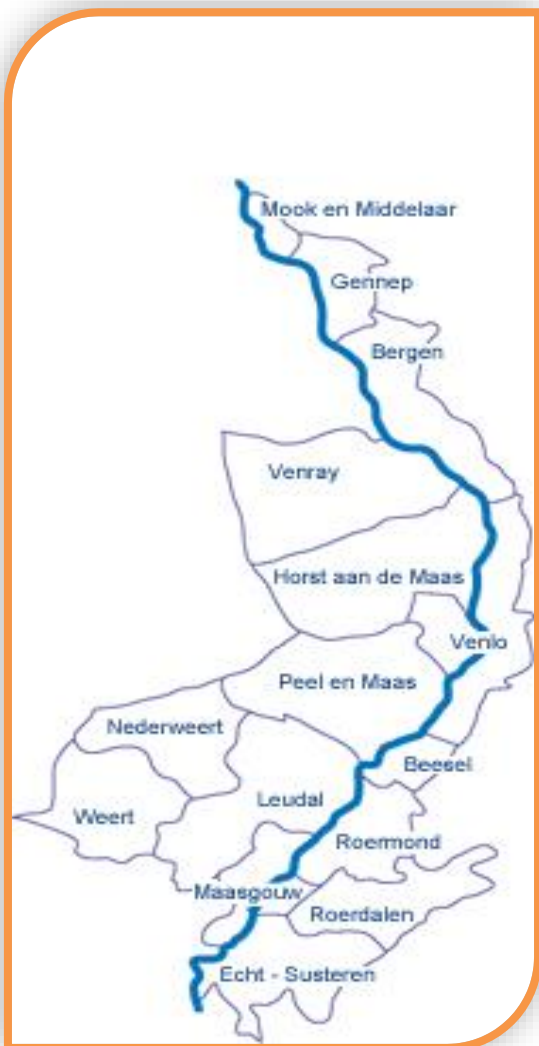 Mook en Middelaar
Gennep
Bergen
Venray
Horst aan de Maas
Venlo
Peel en Maas
Nederweert
Beesel
Leudal
Weert
Roermond
Maasgouw
Roerdalen
Echt - Susteren